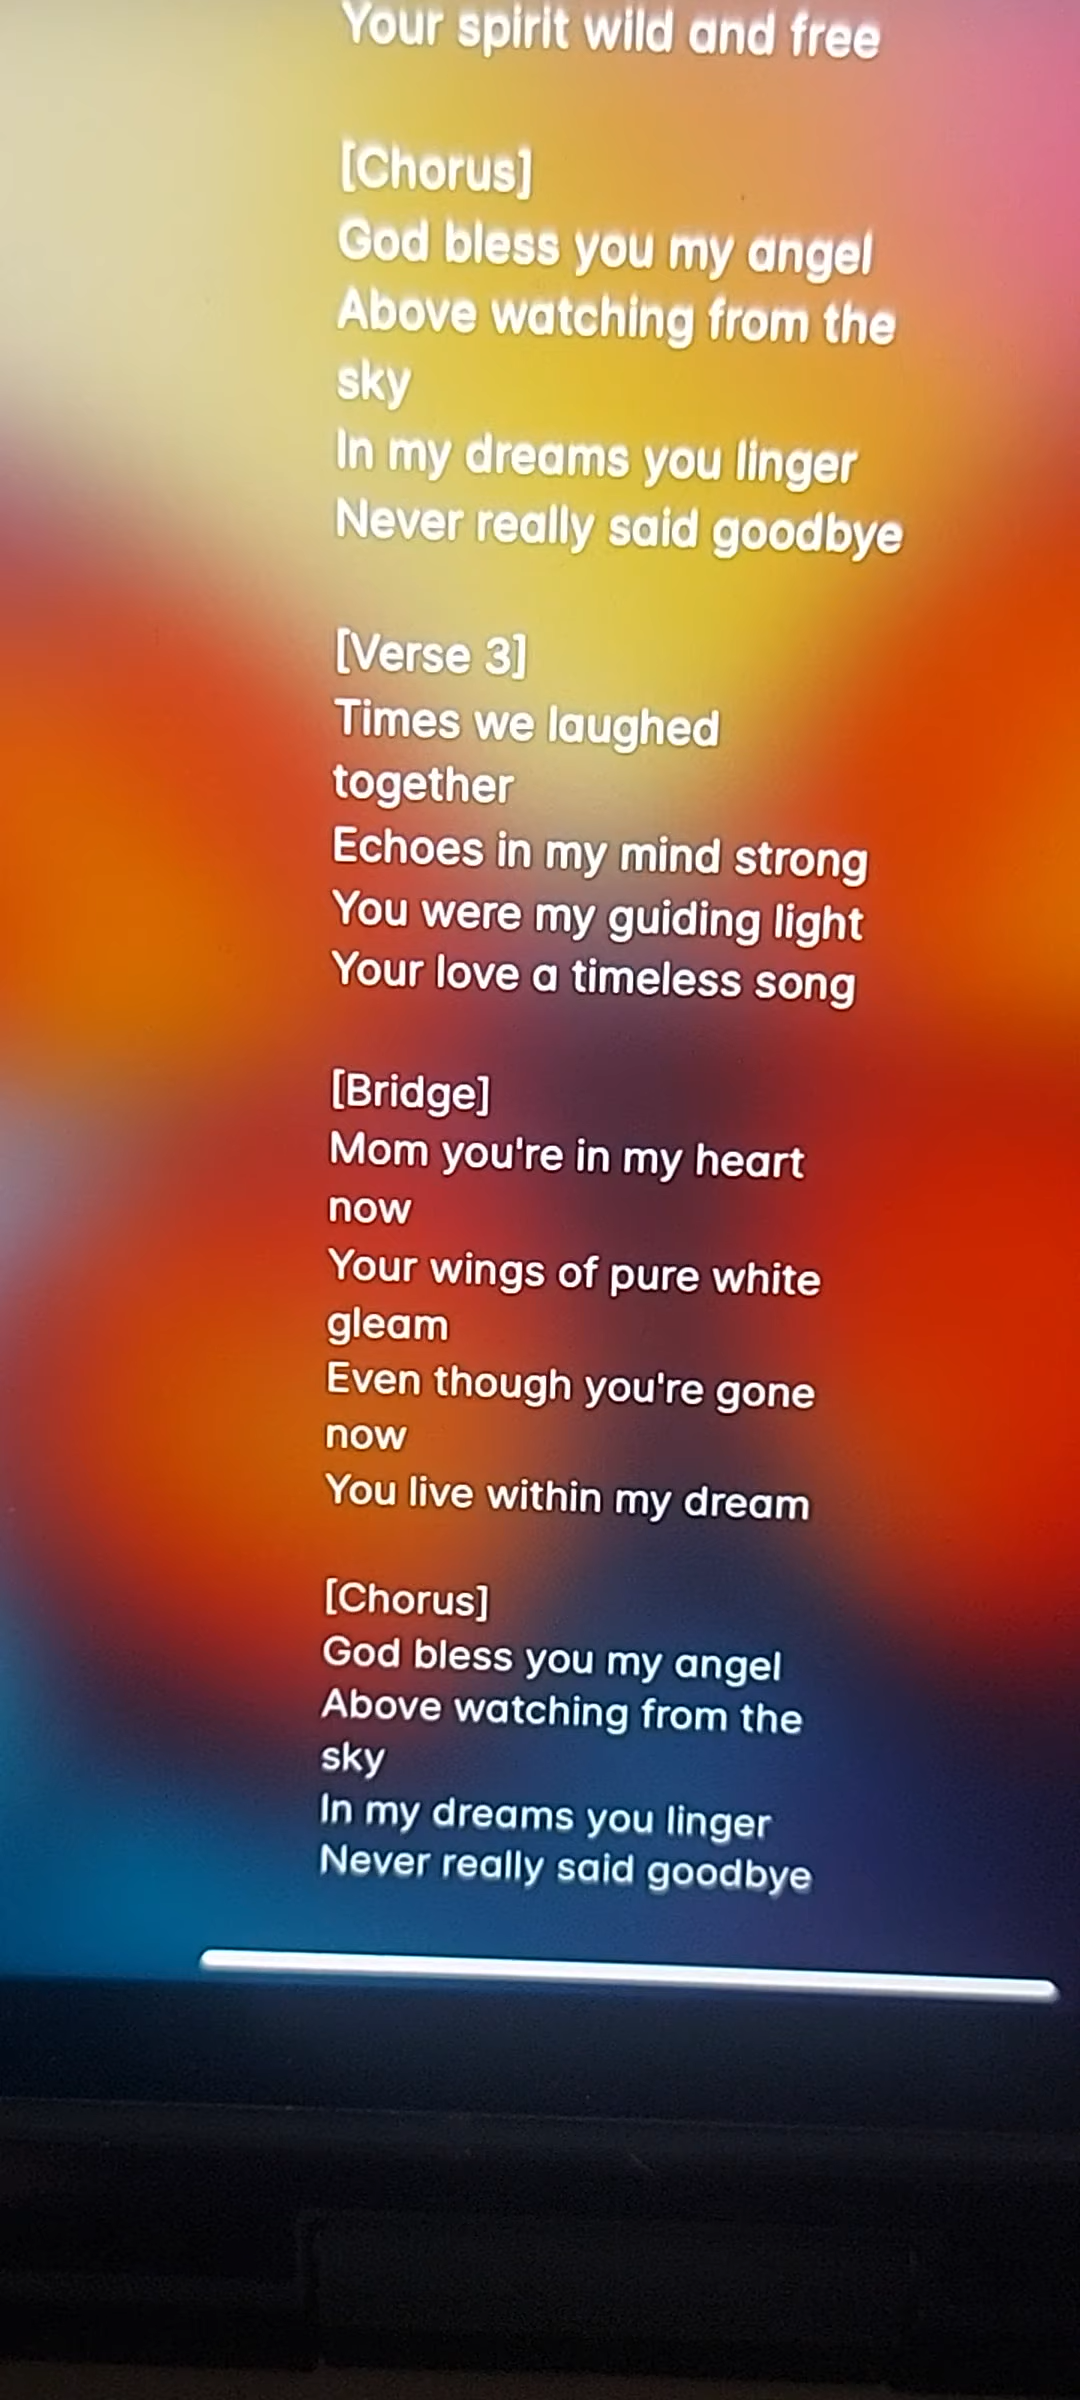 Your spirit wild and free
[Chorus]
God bless you my angel
Above watching from the
sky
In my dreams you linger
Never really said goodbye
[Verse 3]
Times we laughed
together
Echoes in my mind strong
You were my guiding light
Your love a timeless song
[Bridge]
Mom you're in my heart
now
Your wings of pure white
gleam
Even though you're gone
now
You live within my dream
[Chorus]
God bless you my angel
Above watching from the
sky
In my dreams you linger
Never really said goodbye